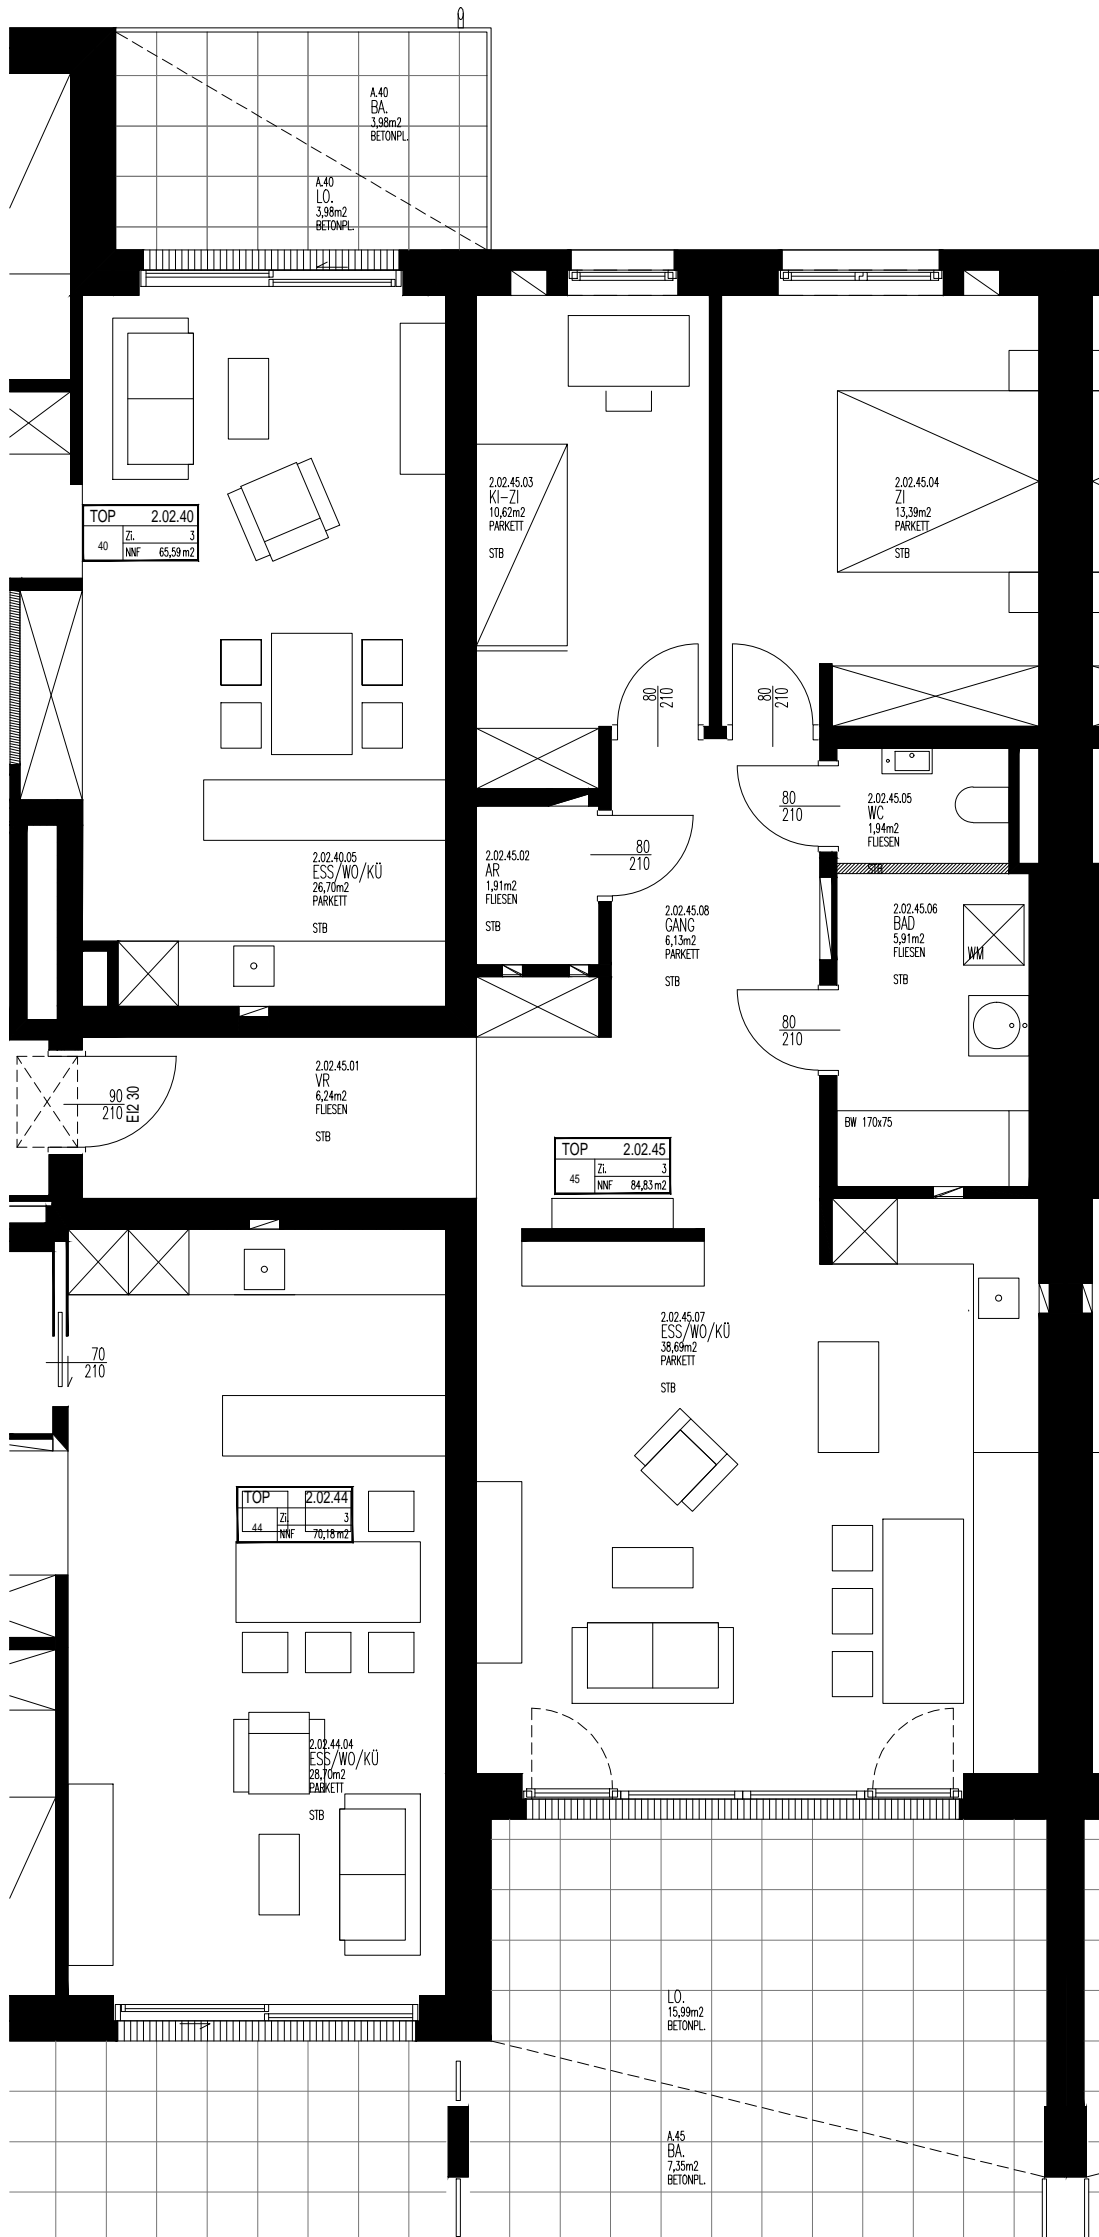 A.40
BA.
3,98m2
BETONPL.
A.40
LO.
3,98m2
BETONPL.
2.02.45.03
KI-ZI
10,62m2
PARKETT
STB
2.02.45.04
ZI
13,39m2
PARKETT
STB
TOP 2.02.40
40 Zi. 3
NNF 65,59 m2
80
210
80
210
80
210
2.02.45.05
WC
1,94m2
FLIESEN
STB
2.02.40.05
ESS/WO/KÜ
26,70m2
PARKETT
STB
2.02.45.02
AR
1,91m2
FLIESEN
STB
80
210
2.02.45.08
GANG
6,13m2
PARKETT
STB
2.02.45.06
BAD
5,91m2
FLIESEN
STB
WM
80
210
2.02.45.01
VR
6,24m2
FLIESEN
STB
90
210
EI2 30
BW 170x75
TOP 2.02.45
45 Zi. 3
NNF 84,83 m2
2.02.45.07
ESS/WO/KÜ
38,69m2
PARKETT
STB
70
210
TOP 2.02.44
44 Zi. 3
NNF 70,18 m2
2.02.44.04
ESS/WO/KÜ
28,70m2
PARKETT
STB
LO.
15,99m2
BETONPL.
A.45
BA.
7,35m2
BETONPL.